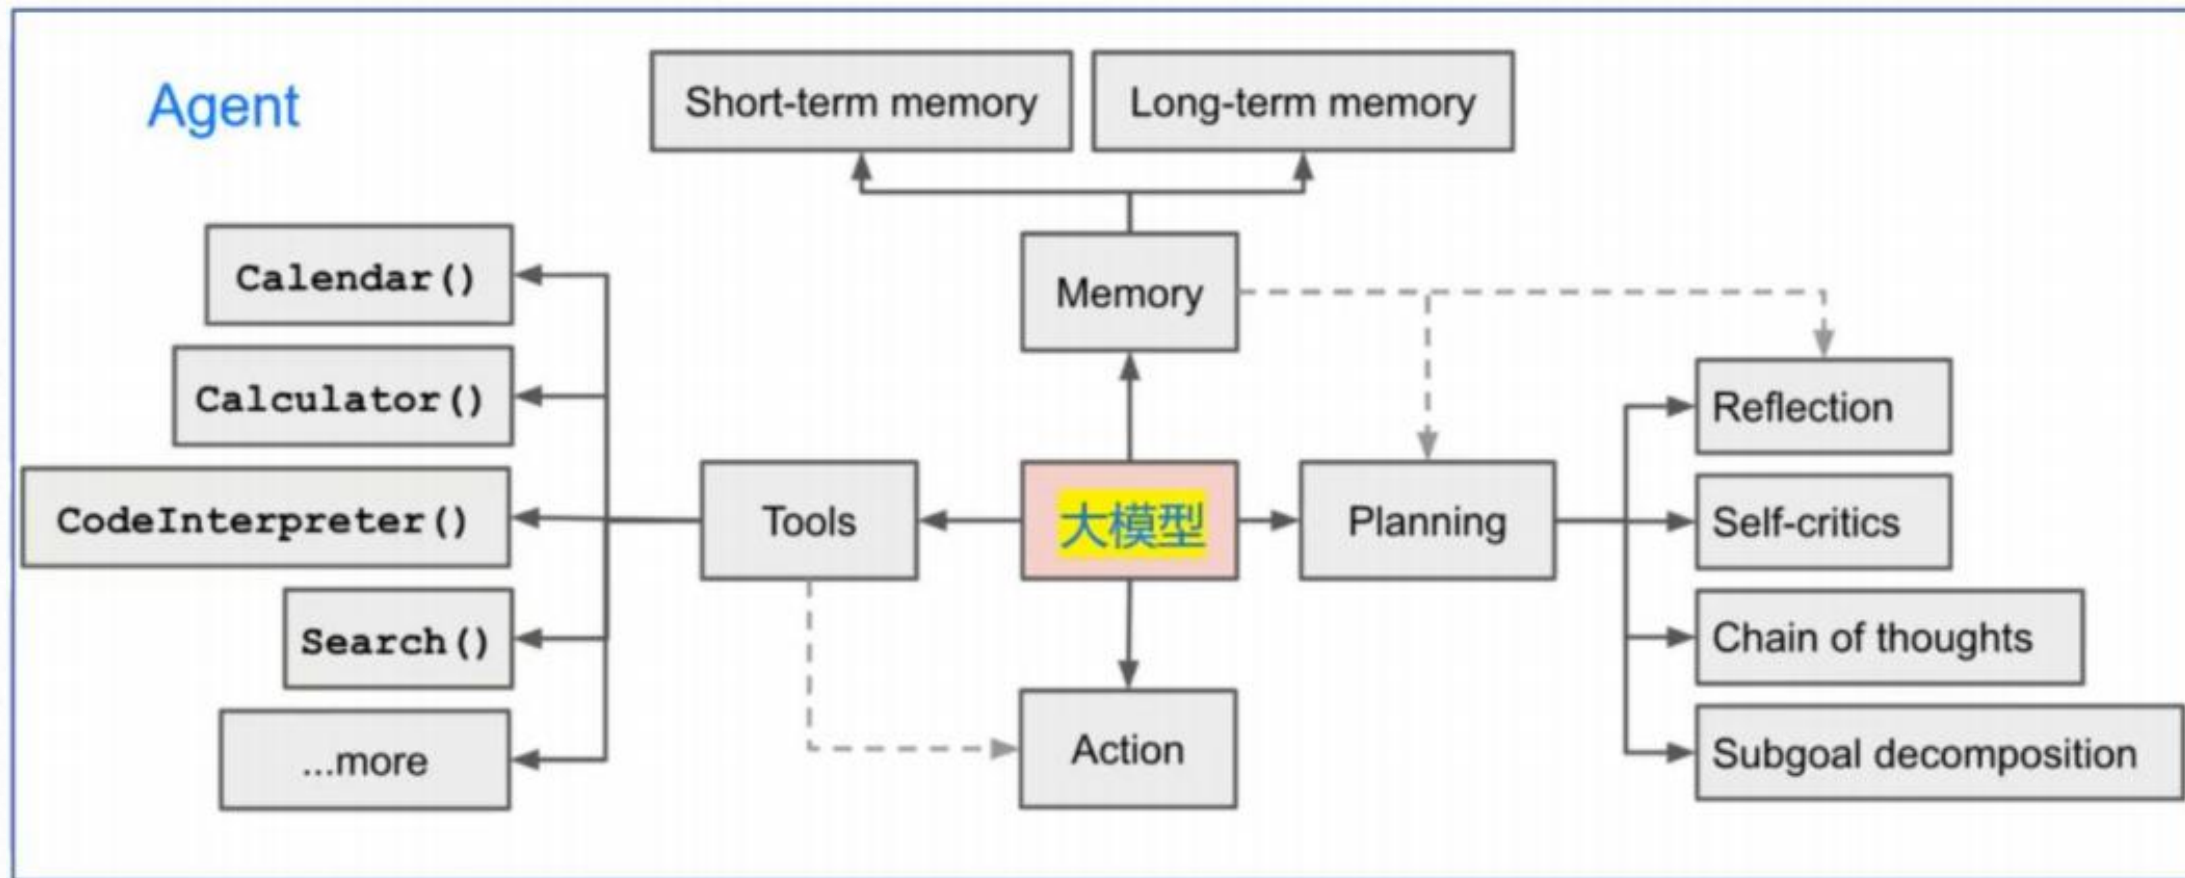 Agent
Short-term memory
Long-term memory
Calendar()
Memory
Calculator()
Reflection
CodeInterpreter()
Tools
大模型
Planning
Self-critics
Search()
Chain of thoughts
...more
Action
Subgoal decomposition